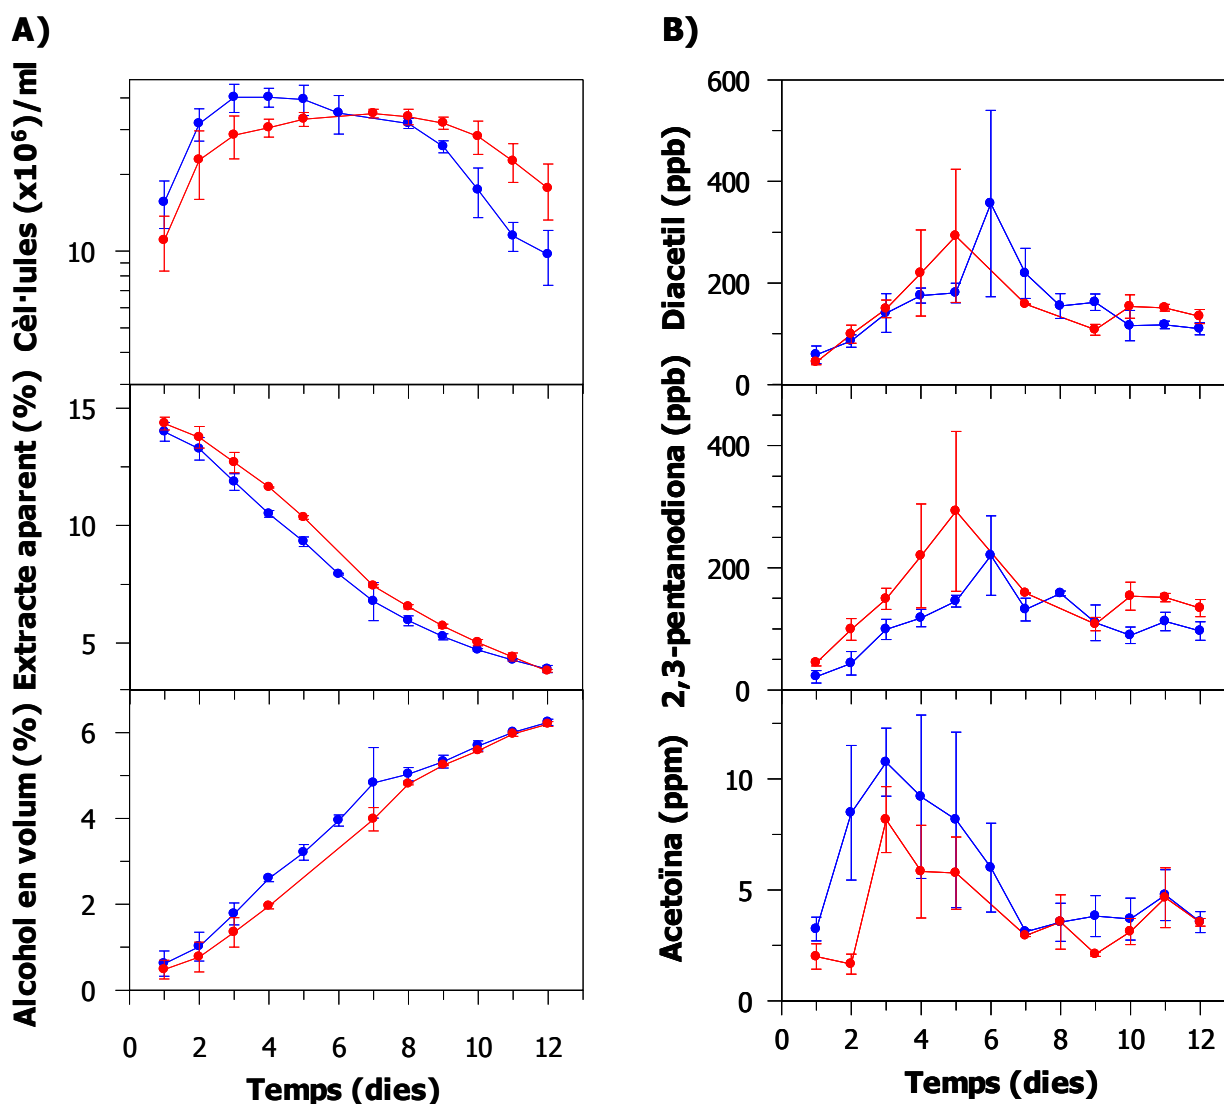 A)
Cèl·lules (x10⁶)/ml
10
Extracte aparent (%)
15
10
5
Alcohol en volum (%)
6
4
2
0
0 2 4 6 8 10 12
Temps (dies)
B)
Diacetil (ppb)
600
400
200
0
2,3-pentanodiona (ppb)
400
200
0
Acetoïna (ppm)
10
5
0
0 2 4 6 8 10 12
Temps (dies)